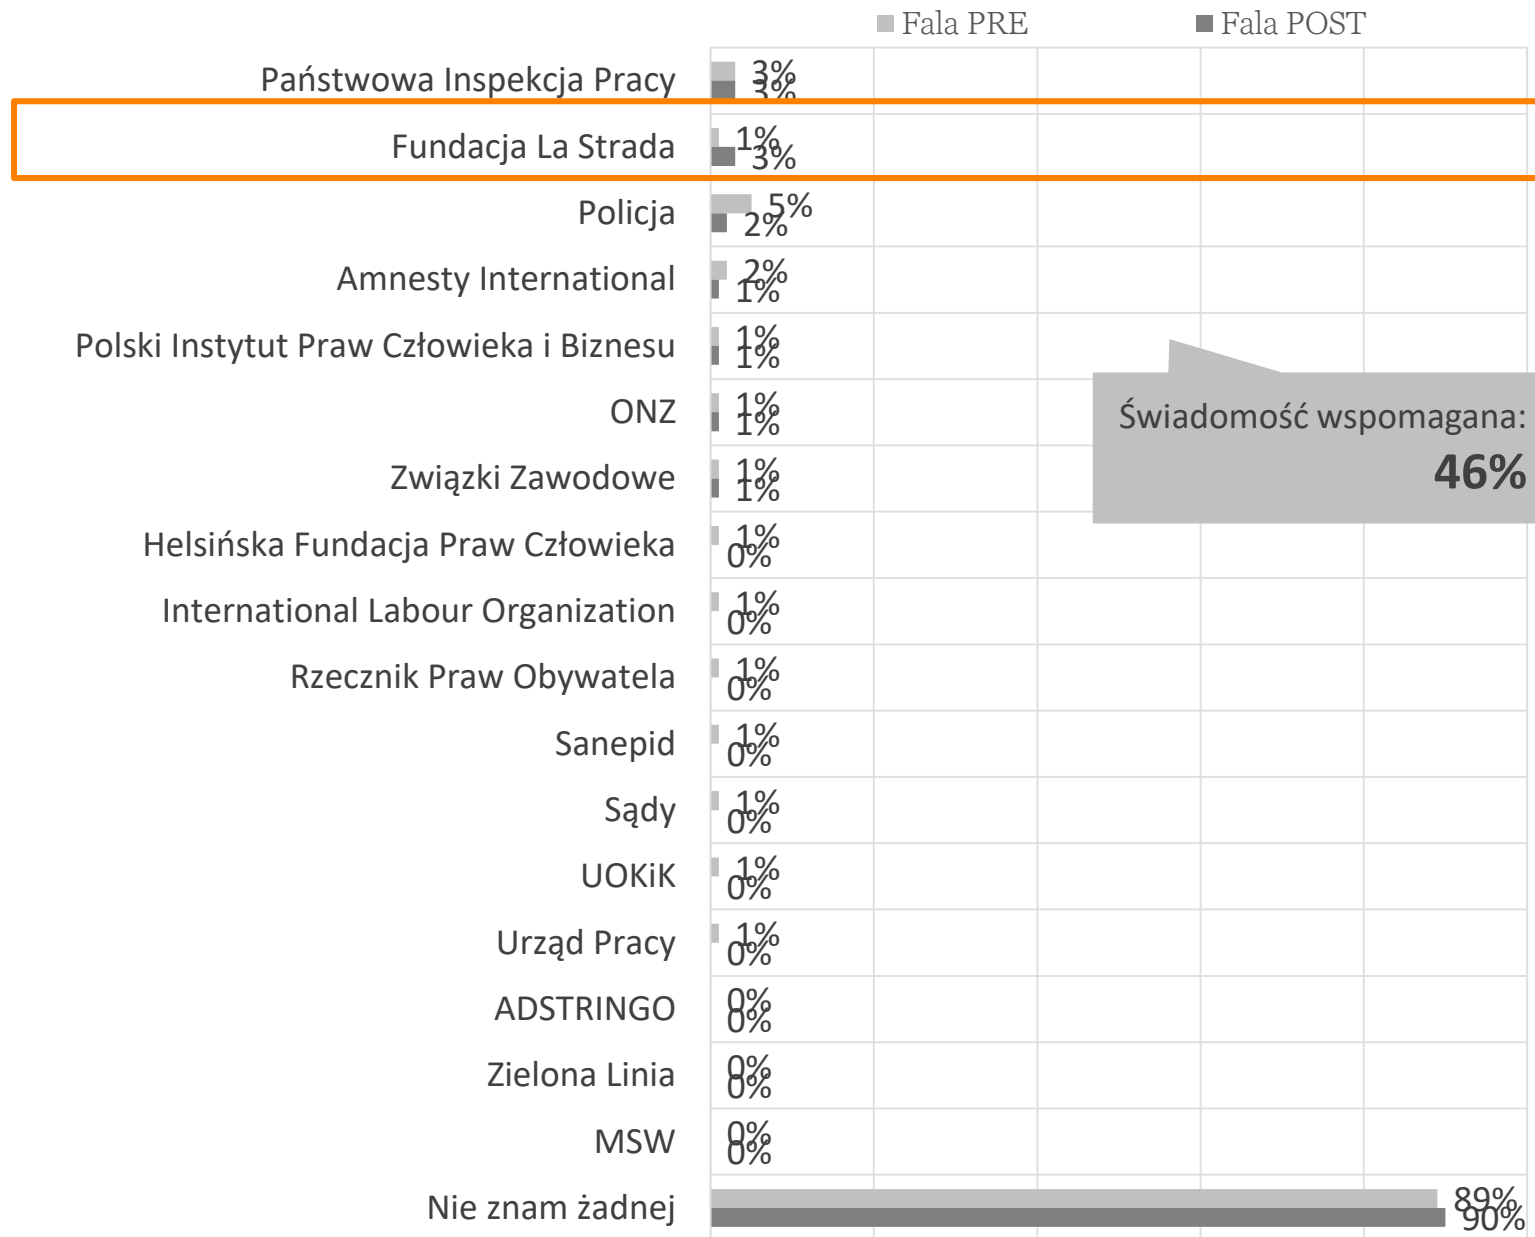 Fala PRE Fala POST
Państwowa Inspekcja Pracy 3% 3%
Fundacja La Strada 1% 3%
Policja 5% 2%
Amnesty International 2% 1%
Polski Instytut Praw Człowieka i Biznesu 1% 1%
ONZ 1% 1%
Świadomość wspomagana:
46%
Związki Zawodowe 1% 1%
Helsińska Fundacja Praw Człowieka 1% 0%
International Labour Organization 1% 0%
Rzecznik Praw Obywatela 1% 0%
Sanepid 1% 0%
Sądy 1% 0%
UOKiK 1% 0%
Urząd Pracy 1% 0%
ADSTRINGO 0% 0%
Zielona Linia 0% 0%
MSW 0% 0%
Nie znam żadnej 89% 90%